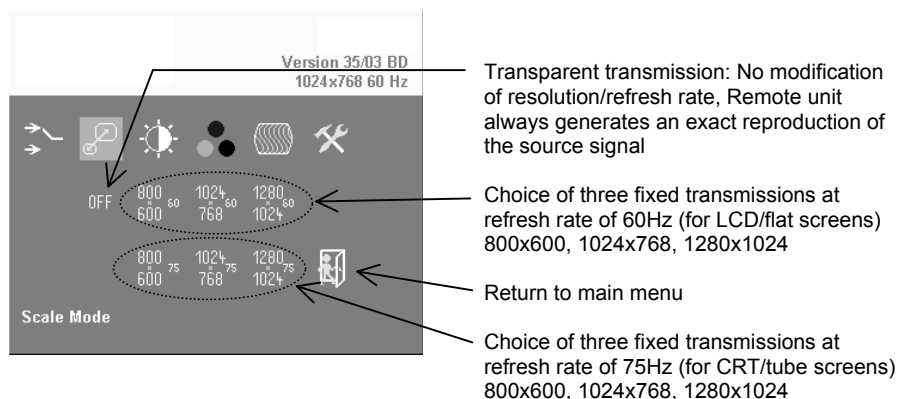 Version 35/03 BD
1024x768 60 Hz
OFF
800 x 600 60
1024 x 768 60
1280 x 1024 60
800 x 600 75
1024 x 768 75
1280 x 1024 75
Scale Mode
Transparent transmission: No modification
of resolution/refresh rate, Remote unit
always generates an exact reproduction of
the source signal
Choice of three fixed transmissions at
refresh rate of 60Hz (for LCD/flat screens)
800x600, 1024x768, 1280x1024
Return to main menu
Choice of three fixed transmissions at
refresh rate of 75Hz (for CRT/tube screens)
800x600, 1024x768, 1280x1024